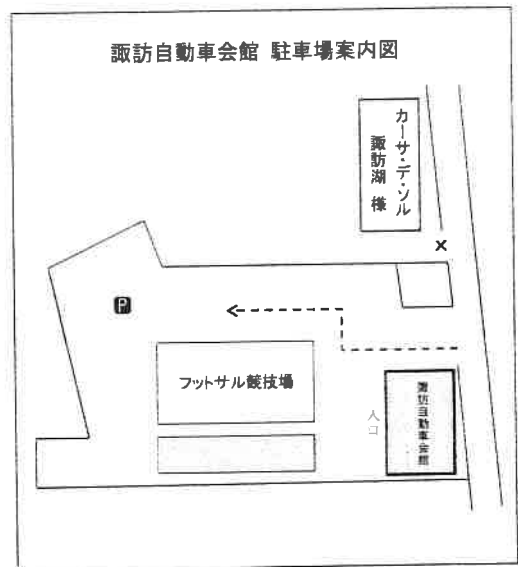 諏訪自動車会館 駐車場案内図
カーサ・デ・ソル
諏訪湖 様
X
P
フットサル競技場
入口
諏訪自動車会館